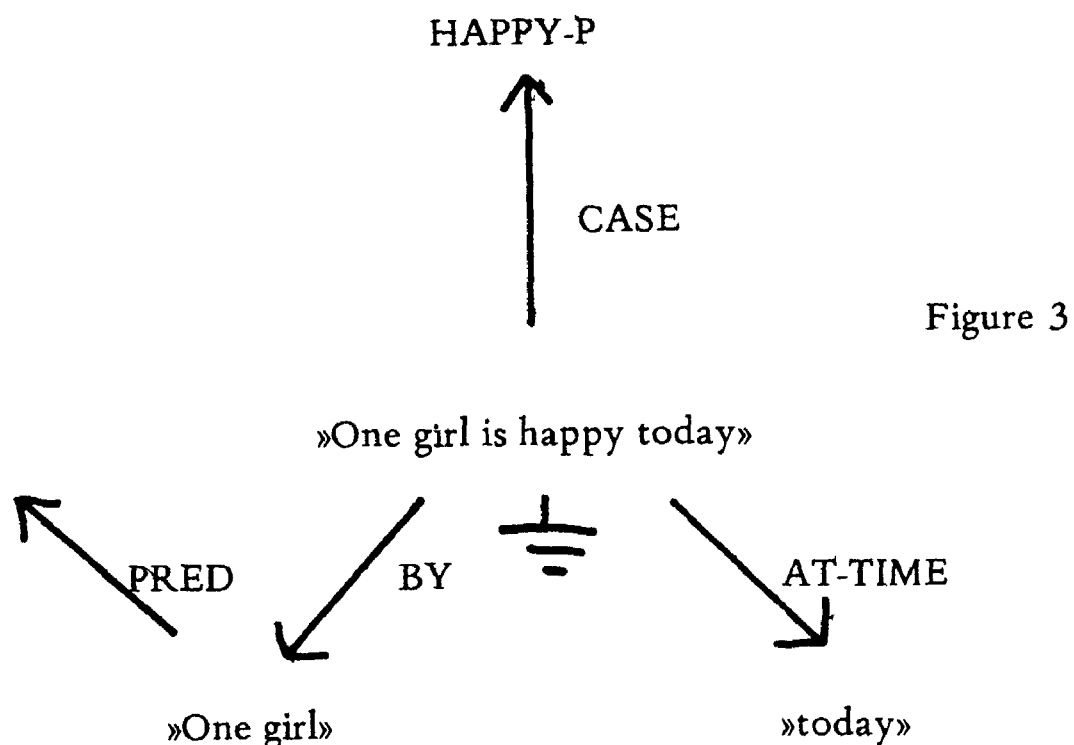 HAPPY-P
CASE
Figure 3
»One girl is happy today»
PRED
BY
AT-TIME
»One girl»
»today»